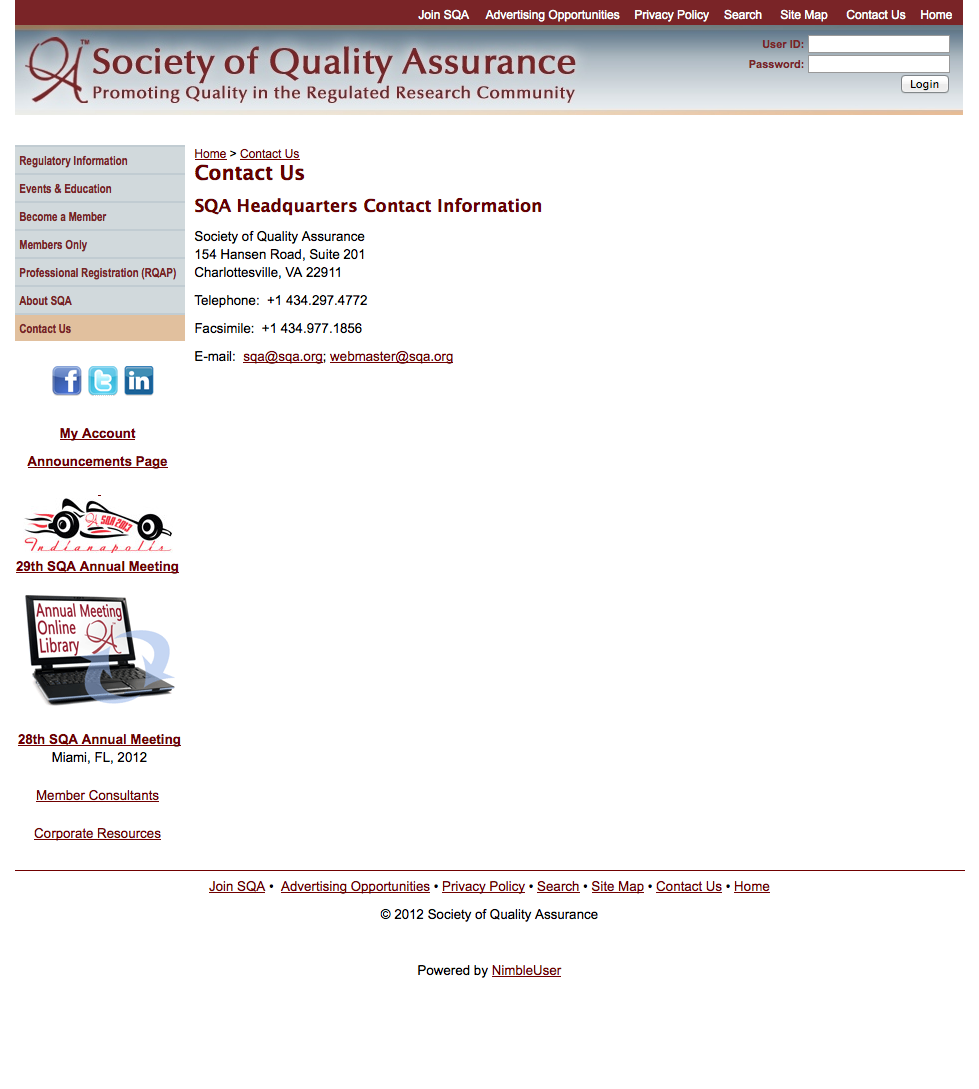 Join SQA Advertising Opportunities Privacy Policy Search Site Map Contact Us Home
QA™ Society of Quality Assurance
Promoting Quality in the Regulated Research Community
User ID:
Password:
Login
Regulatory Information
Events & Education
Become a Member
Members Only
Professional Registration (RQAP)
About SQA
Contact Us
f t in
My Account
Announcements Page
QA SQA 2013
Indianapolis
29th SQA Annual Meeting
Annual Meeting
Online
Library QA
28th SQA Annual Meeting
Miami, FL, 2012
Member Consultants
Corporate Resources
Home > Contact Us
Contact Us
SQA Headquarters Contact Information
Society of Quality Assurance
154 Hansen Road, Suite 201
Charlottesville, VA 22911
Telephone: +1 434.297.4772
Facsimile: +1 434.977.1856
E-mail: sqa@sqa.org; webmaster@sqa.org
Join SQA • Advertising Opportunities • Privacy Policy • Search • Site Map • Contact Us • Home
© 2012 Society of Quality Assurance
Powered by NimbleUser